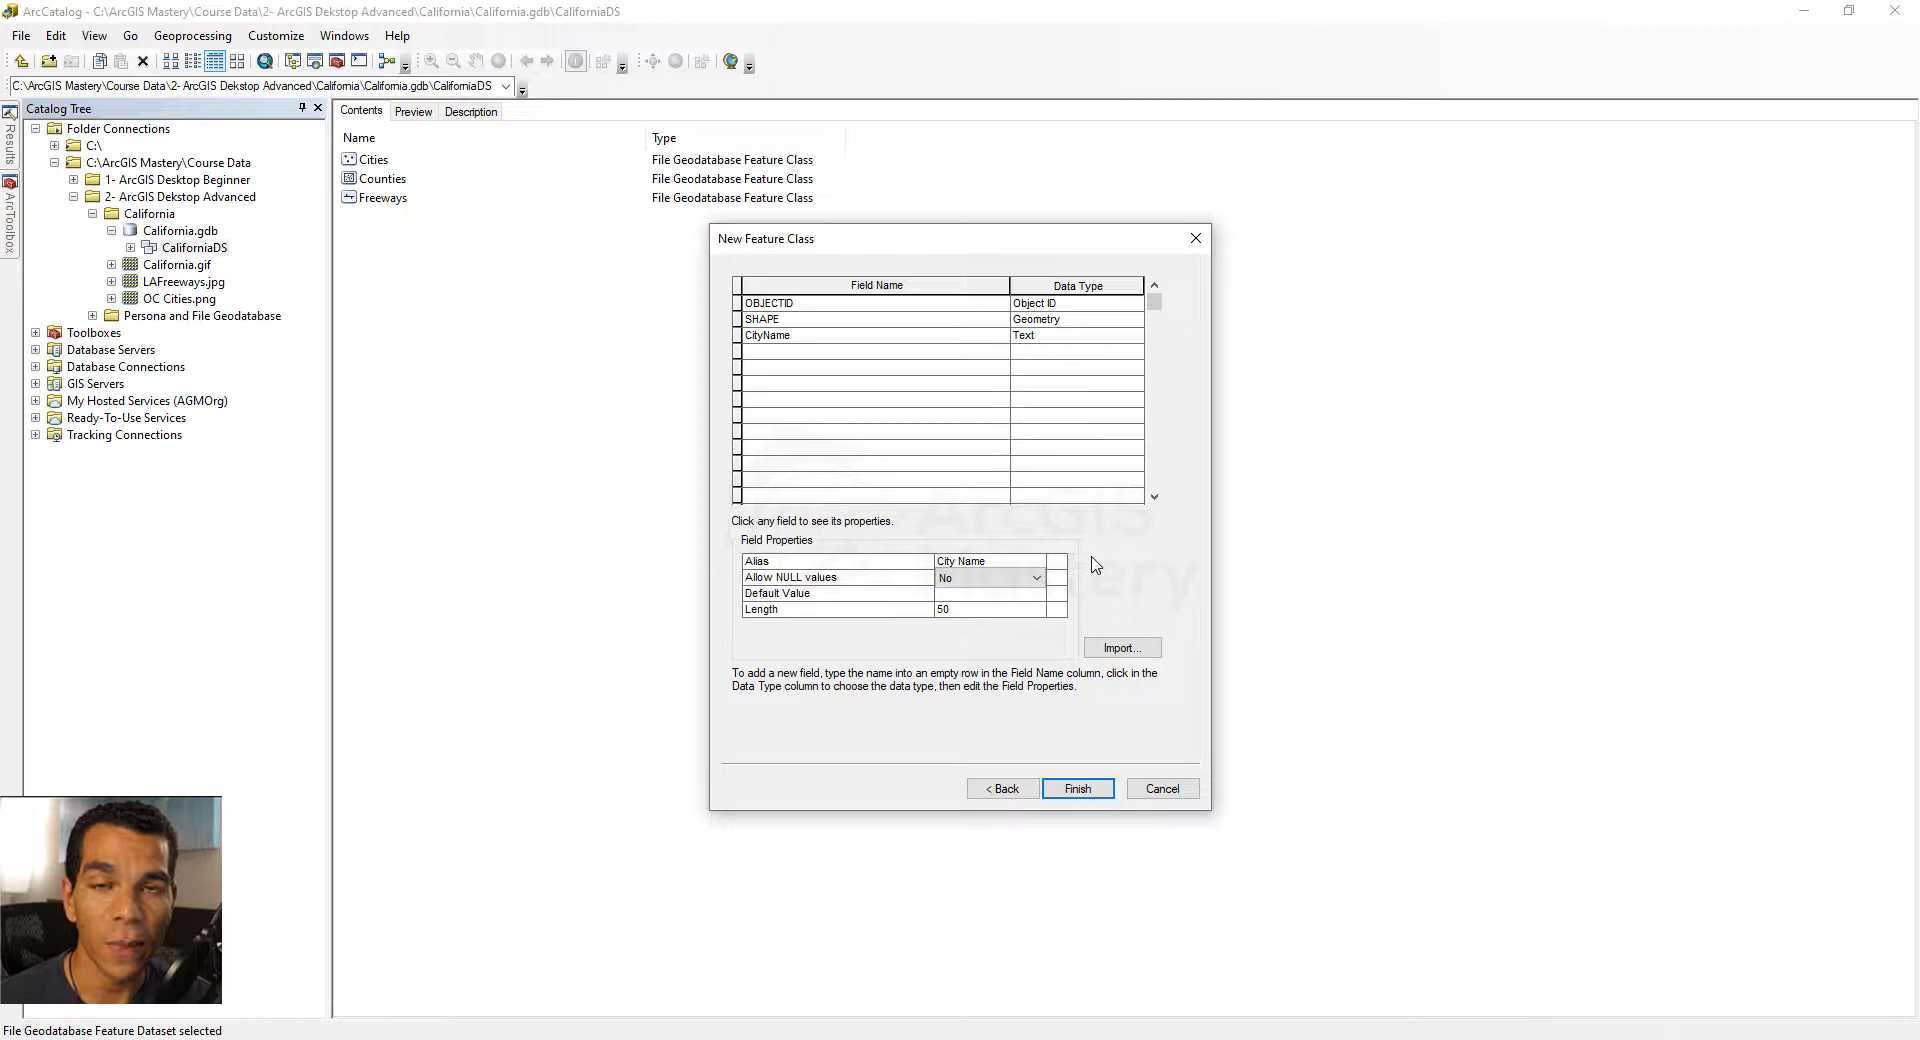 ArcCatalog - C:\ArcGIS Mastery\Course Data\2- ArcGIS Dekstop Advanced\California\California.gdb\CaliforniaDS
File Edit View Go Geoprocessing Customize Windows Help
C:\ArcGIS Mastery\Course Data\2- ArcGIS Dekstop Advanced\California\California.gdb\CaliforniaDS
Results
ArcToolbox
Catalog Tree
Folder Connections
C:\
C:\ArcGIS Mastery\Course Data
1- ArcGIS Desktop Beginner
2- ArcGIS Dekstop Advanced
California
California.gdb
CaliforniaDS
California.gif
LAFreeways.jpg
OC Cities.png
Persona and File Geodatabase
Toolboxes
Database Servers
Database Connections
GIS Servers
My Hosted Services (AGMOrg)
Ready-To-Use Services
Tracking Connections
Contents Preview Description
Name Type
Cities File Geodatabase Feature Class
Counties File Geodatabase Feature Class
Freeways File Geodatabase Feature Class
New Feature Class
Field Name Data Type
OBJECTID Object ID
SHAPE Geometry
CityName Text
ArcGIS
Mastery
Click any field to see its properties.
Field Properties
Alias City Name
Allow NULL values No
Default Value
Length 50
Import...
To add a new field, type the name into an empty row in the Field Name column, click in the
Data Type column to choose the data type, then edit the Field Properties.
< Back Finish Cancel
File Geodatabase Feature Dataset selected